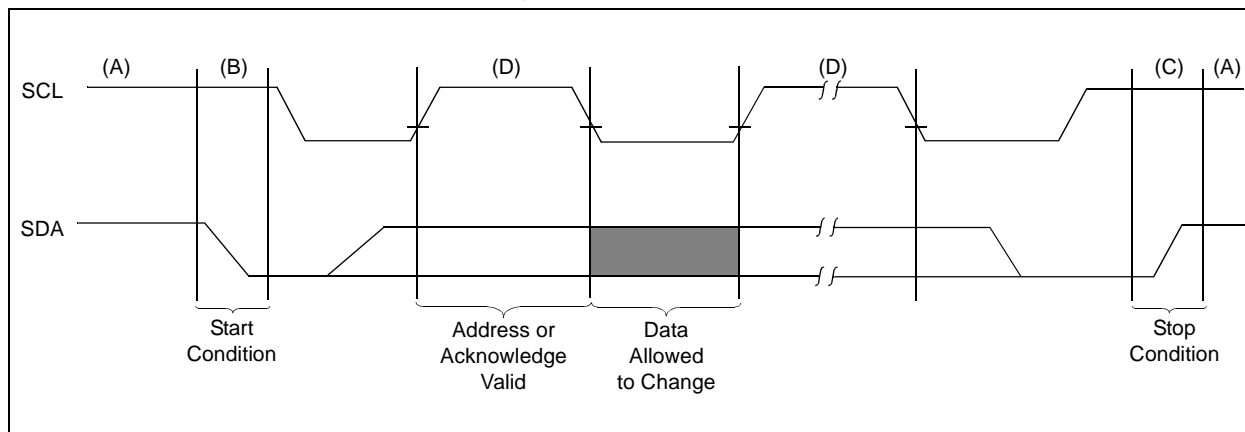 (A) (B) (D) (D) (C) (A)
SCL
SDA
Start
Condition
Address or
Acknowledge
Valid
Data
Allowed
to Change
Stop
Condition